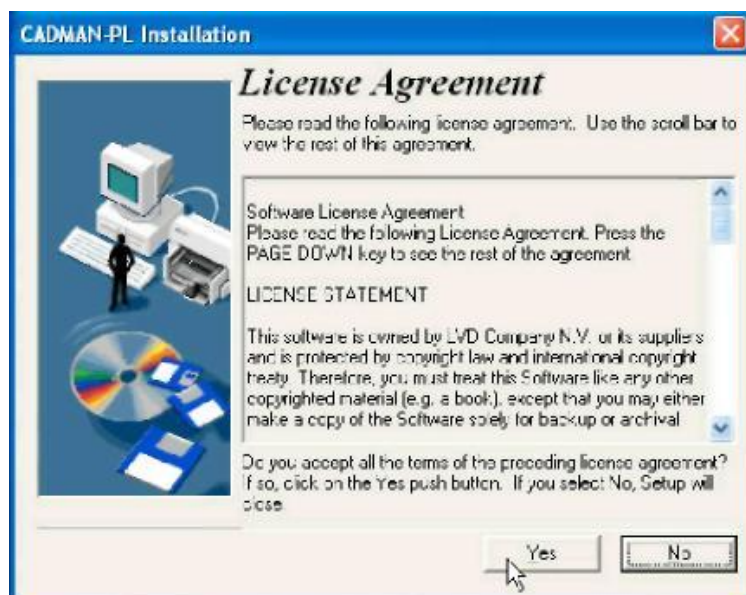 CADMAN-PL Installation
License Agreement
Please read the following license agreement. Use the scroll bar to
view the rest of this agreement.
Software License Agreement
Please read the following License Agreement. Press the
PAGE DOWN key to see the rest of the agreement
LICENSE STATEMENT
This software is owned by LVD Company N.V. or its suppliers
and is protected by copyright law and international copyright
treaty. Therefore, you must treat this Software like any other
copyrighted material (e.g. a book), except that you may either
make a copy of the Software solely for backup or archival
Do you accept all the terms of the preceding license agreement?
If so, click on the Yes push button. If you select No, Setup will
close.
Yes
No